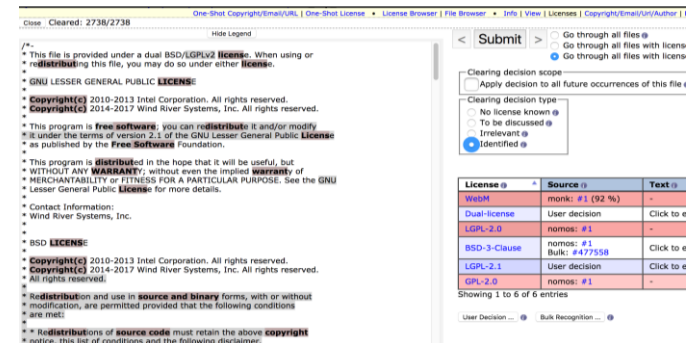 One-Shot Copyright/Email/URL | One-Shot License • License Browser | File Browser • Info | View | Licenses | Copyright/Email/Url/Author |
Close Cleared: 2738/2738
Hide Legend
/*-
* This file is provided under a dual BSD/LGPLv2 license. When using or
* redistributing this file, you may do so under either license.
*
* GNU LESSER GENERAL PUBLIC LICENSE
*
* Copyright(c) 2010-2013 Intel Corporation. All rights reserved.
* Copyright(c) 2014-2017 Wind River Systems, Inc. All rights reserved.
*
* This program is free software; you can redistribute it and/or modify
* it under the terms of version 2.1 of the GNU Lesser General Public License
* as published by the Free Software Foundation.
*
* This program is distributed in the hope that it will be useful, but
* WITHOUT ANY WARRANTY; without even the implied warranty of
* MERCHANTABILITY or FITNESS FOR A PARTICULAR PURPOSE. See the GNU
* Lesser General Public License for more details.
*
* Contact Information:
* Wind River Systems, Inc.
*
*
* BSD LICENSE
*
* Copyright(c) 2010-2013 Intel Corporation. All rights reserved.
* Copyright(c) 2014-2017 Wind River Systems, Inc. All rights reserved.
* All rights reserved.
*
* Redistribution and use in source and binary forms, with or without
* modification, are permitted provided that the following conditions
* are met:
*
* * Redistributions of source code must retain the above copyright
* notice, this list of conditions and the following disclaimer.
< Submit >
Go through all files
Go through all files with licens
Go through all files with licens
Clearing decision scope
Apply decision to all future occurrences of this file
Clearing decision type
No license known
To be discussed
Irrelevant
Identified
License Source Text
WebM monk: #1 (92 %) -
Dual-license User decision Click to e
LGPL-2.0 nomos: #1 -
BSD-3-Clause nomos: #1 Click to e
Bulk: #477558
LGPL-2.1 User decision Click to e
GPL-2.0 nomos: #1 -
Showing 1 to 6 of 6 entries
User Decision ... Bulk Recognition ...